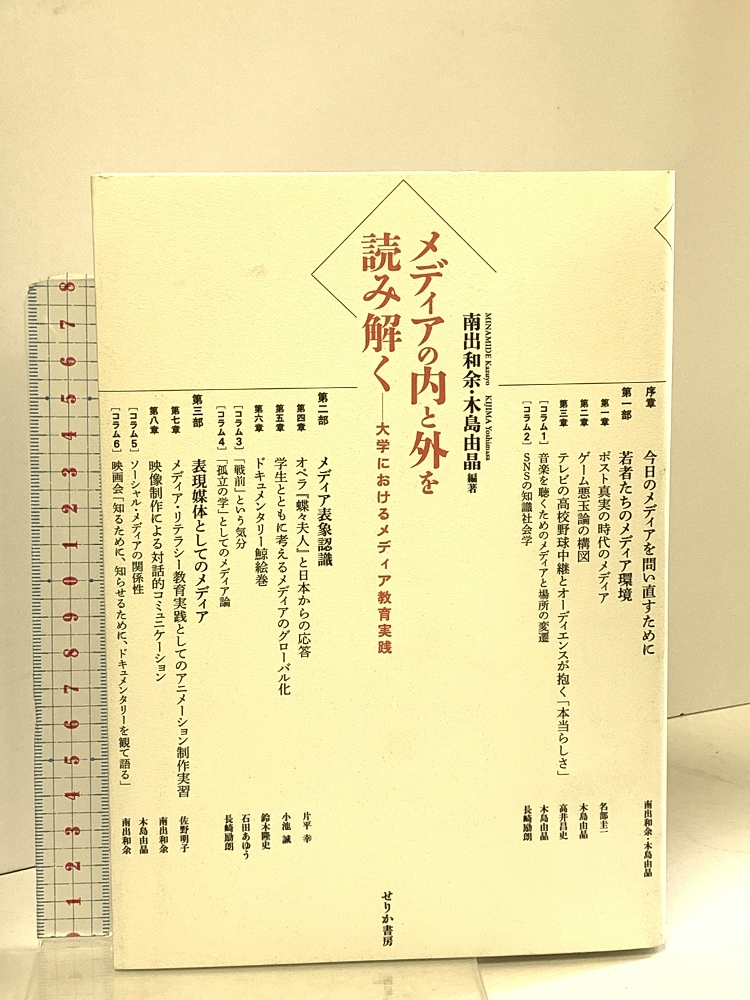 序章 今日のメディアを問い直すために 南出和余・木島由晶
第一部 若者たちのメディア環境
第一章 ポスト真実の時代のメディア 名部圭一
第二章 ゲーム悪玉論の構図 木島由晶
第三章 テレビの高校野球中継とオーディエンスが抱く「本当らしさ」 高井昌吏
［コラム1］ 音楽を聴くためのメディアと場所の変遷 木島由晶
［コラム2］ SNSの知識社会学 長﨑励朗
MINAMIDE Kazuyo KIJIMA Yoshimasa
南出和余・木島由晶 編著
メディアの内と外を
読み解く
──大学におけるメディア教育実践
せりか書房
第二部 メディア表象認識
第四章 オペラ『蝶々夫人』と日本からの応答 片平 幸
第五章 学生とともに考えるメディアのグローバル化 小池 誠
第六章 ドキュメンタリー鯨絵巻 鈴木隆史
［コラム3］ 「戦前」という気分 石田あゆう
［コラム4］ 「孤立の学」としてのメディア論 長﨑励朗
第三部 表現媒体としてのメディア
第七章 メディア・リテラシー教育実践としてのアニメーション制作実習 佐野明子
第八章 映像制作による対話的コミュニケーション 南出和余
［コラム5］ ソーシャル・メディアの関係性 木島由晶
［コラム6］ 映画会「知るために、知らせるために、ドキュメンタリーを観て語る」 南出和余
8
7
6
5
4
3
2
1
0
9
8
7
6
5
4
3
2
1